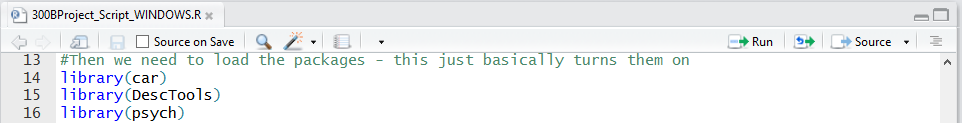 300BProject_Script_WINDOWS.R
Source on Save Run Source
13 #Then we need to load the packages - this just basically turns them on
14 library(car)
15 library(DescTools)
16 library(psych)